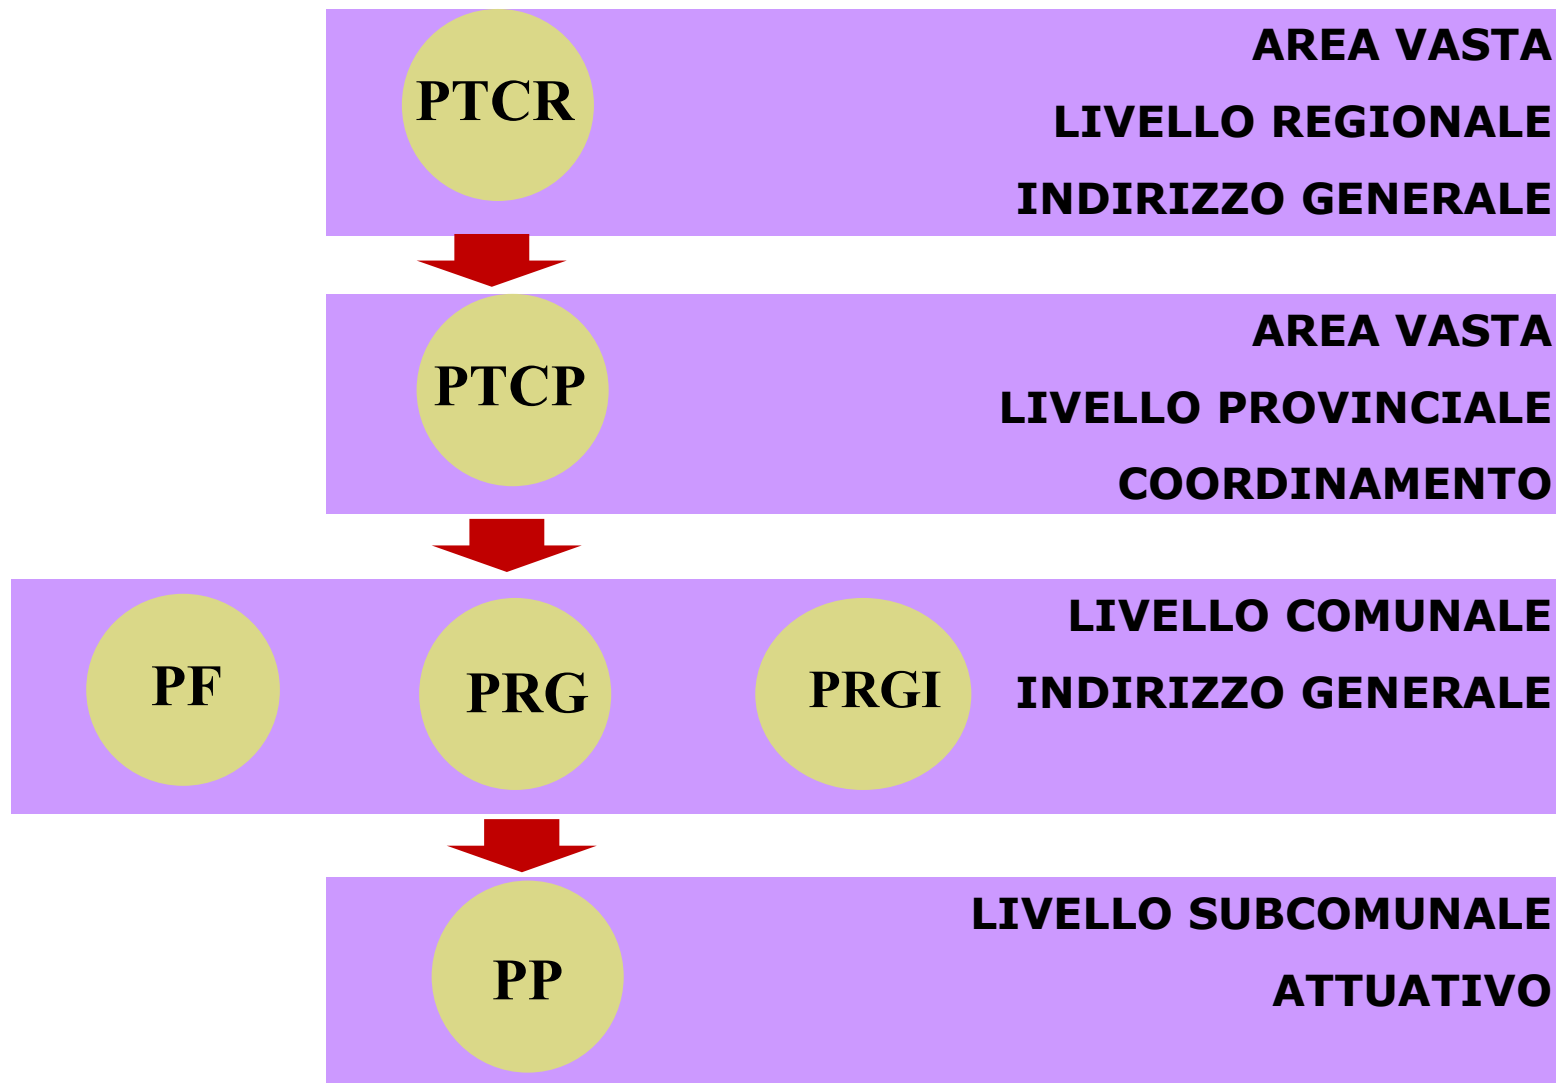 PTCR
AREA VASTA
LIVELLO REGIONALE
INDIRIZZO GENERALE
PTCP
AREA VASTA
LIVELLO PROVINCIALE
COORDINAMENTO
PF
PRG
PRGI
LIVELLO COMUNALE
INDIRIZZO GENERALE
PP
LIVELLO SUBCOMUNALE
ATTUATIVO